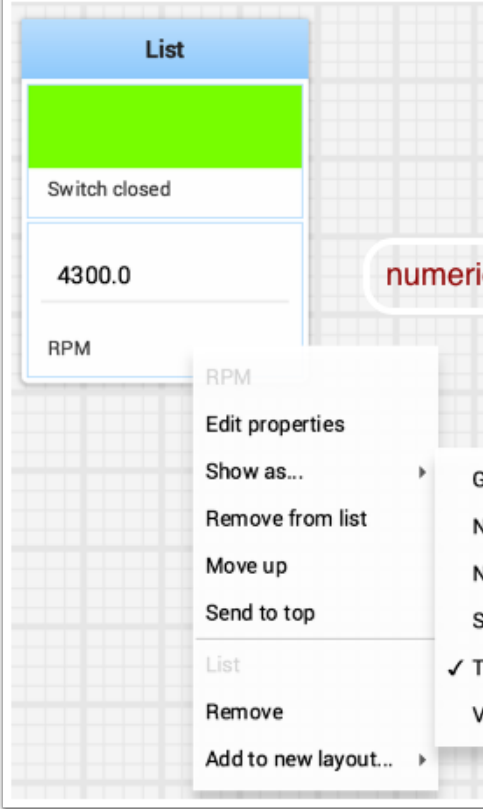 List
Switch closed
4300.0
RPM
RPM
Edit properties
Show as...
Remove from list
Move up
Send to top
List
Remove
Add to new layout...